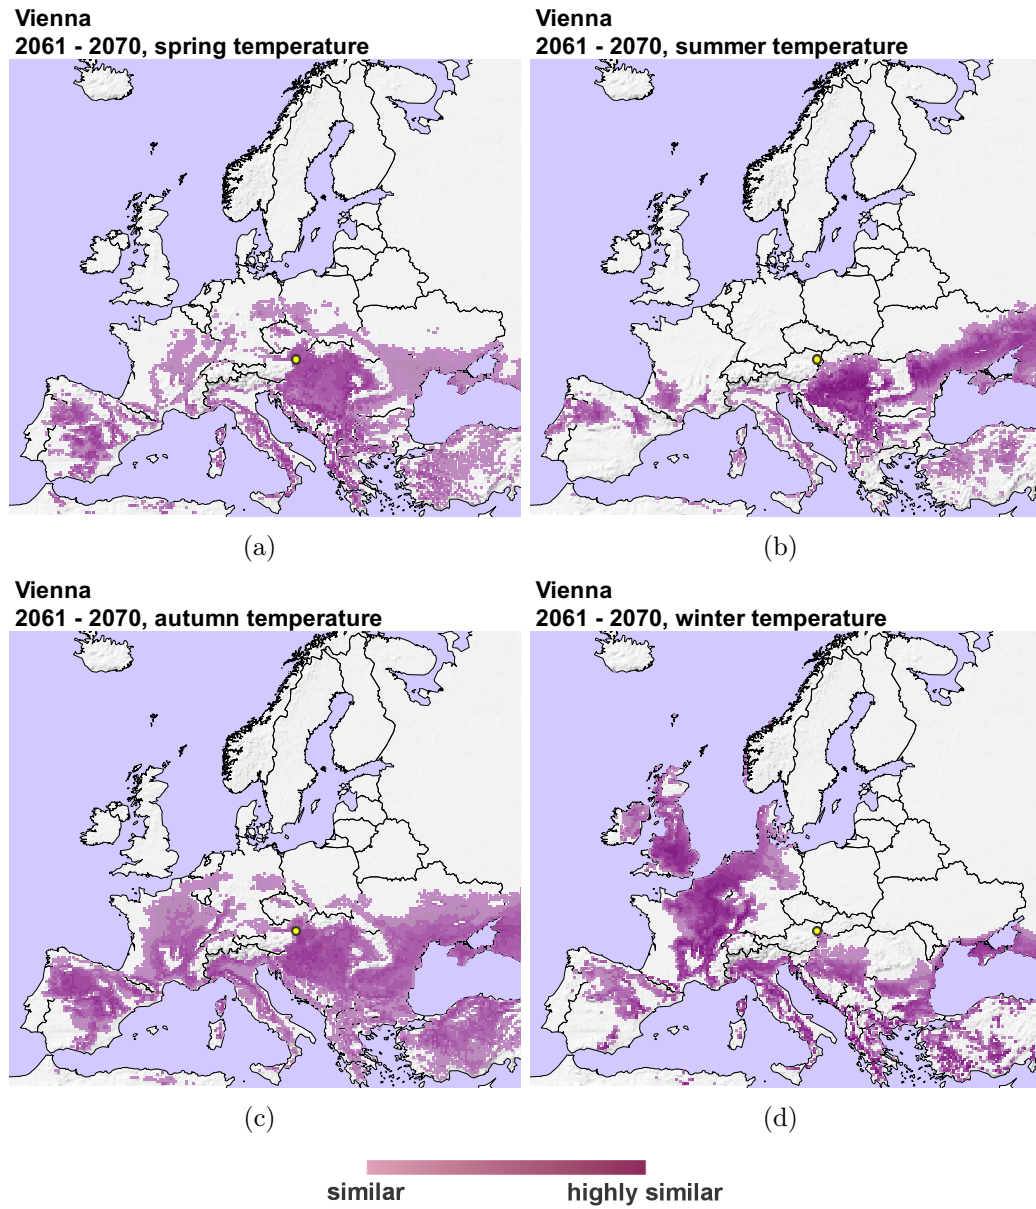 Vienna
2061 - 2070, spring temperature
Vienna
2061 - 2070, summer temperature
(a)
(b)
Vienna
2061 - 2070, autumn temperature
Vienna
2061 - 2070, winter temperature
(c)
(d)
similar
highly similar